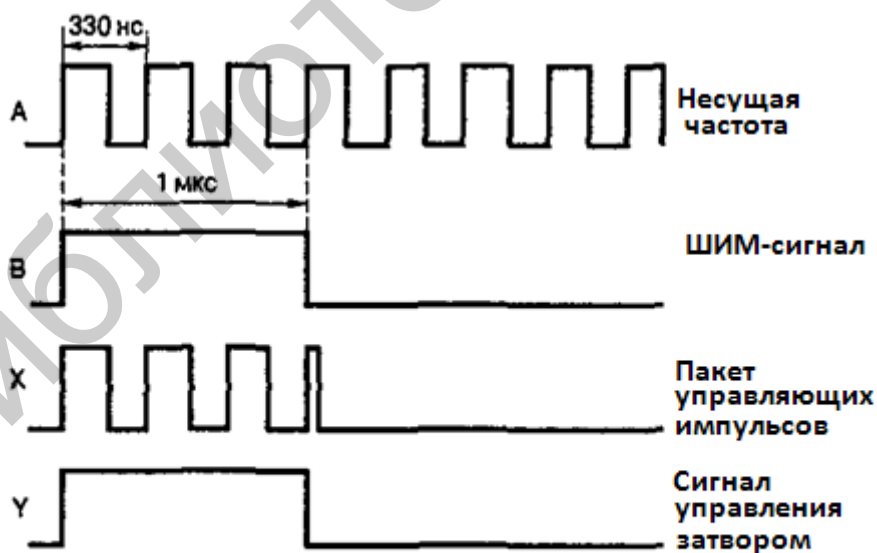 330 нс
A
Несущая
частота
1 мкс
B
ШИМ-сигнал
X
Пакет
управляющих
импульсов
Y
Сигнал
управления
затвором